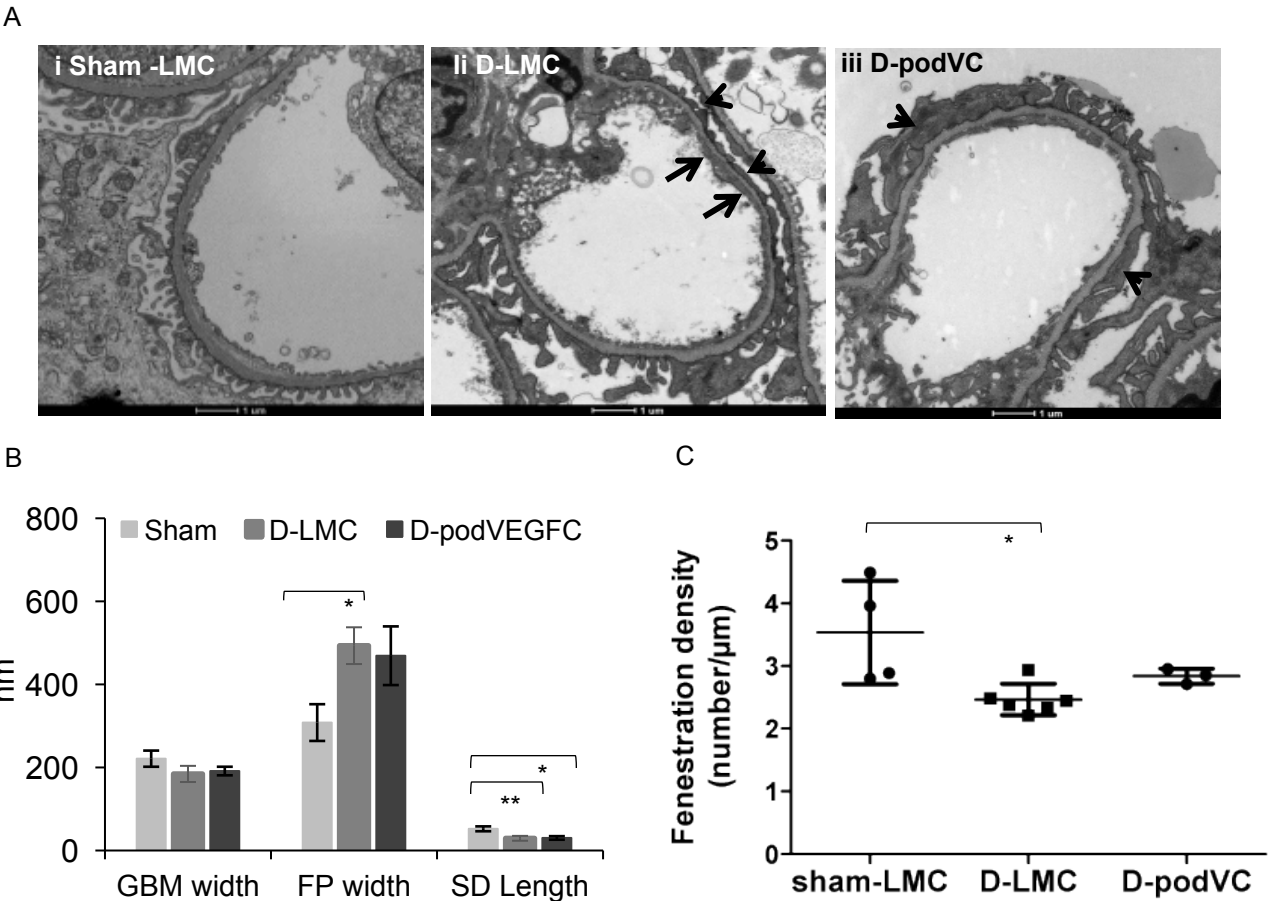 A
i Sham -LMC
Ii D-LMC
iii D-podVC
1 um
1 um
1 um
B
800
600
400
200
0
nm
Sham
D-LMC
D-podVEGFC
*
*
**
GBM width
FP width
SD Length
C
5
4
3
2
1
0
Fenestration density
(number/µm)
*
sham-LMC
D-LMC
D-podVC